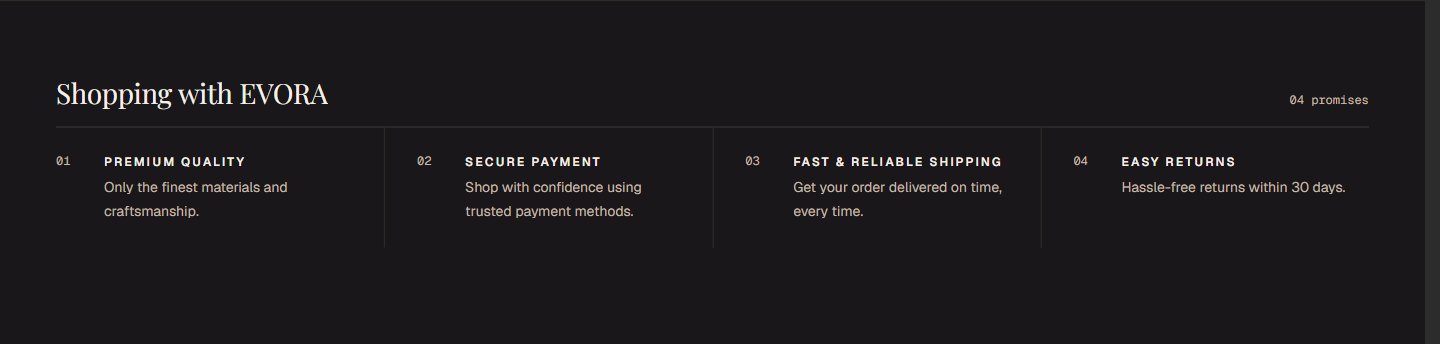 Shopping with EVORA
04 promises
01
PREMIUM QUALITY
Only the finest materials and
craftsmanship.
02
SECURE PAYMENT
Shop with confidence using
trusted payment methods.
03
FAST & RELIABLE SHIPPING
Get your order delivered on time,
every time.
04
EASY RETURNS
Hassle-free returns within 30 days.